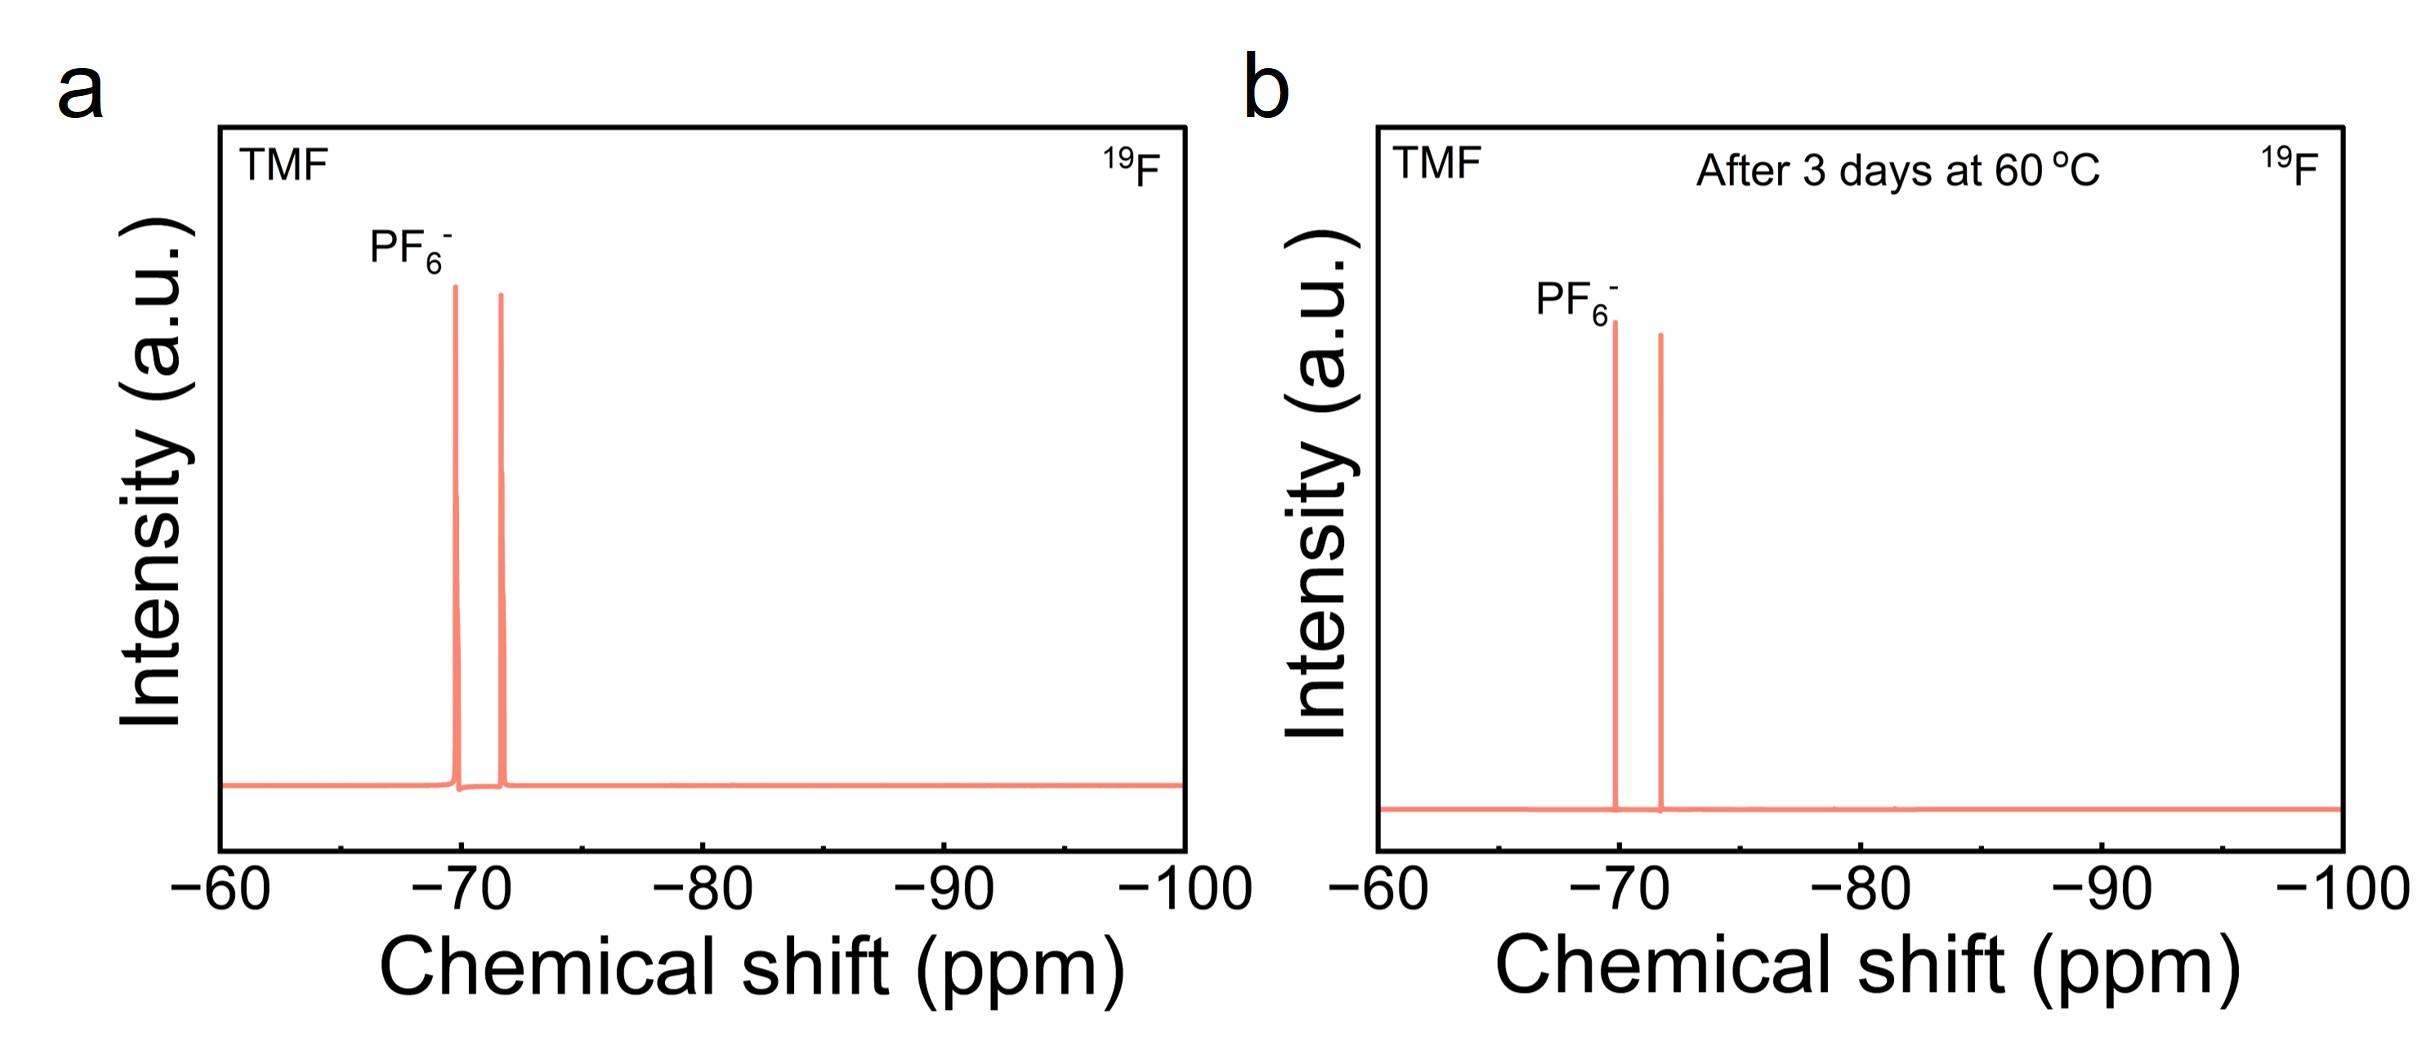 a
TMF
¹⁹F
PF₆⁻
Intensity (a.u.)
−60 −70 −80 −90 −100
Chemical shift (ppm)
b
TMF
After 3 days at 60 ºC
¹⁹F
PF₆⁻
Intensity (a.u.)
−60 −70 −80 −90 −100
Chemical shift (ppm)